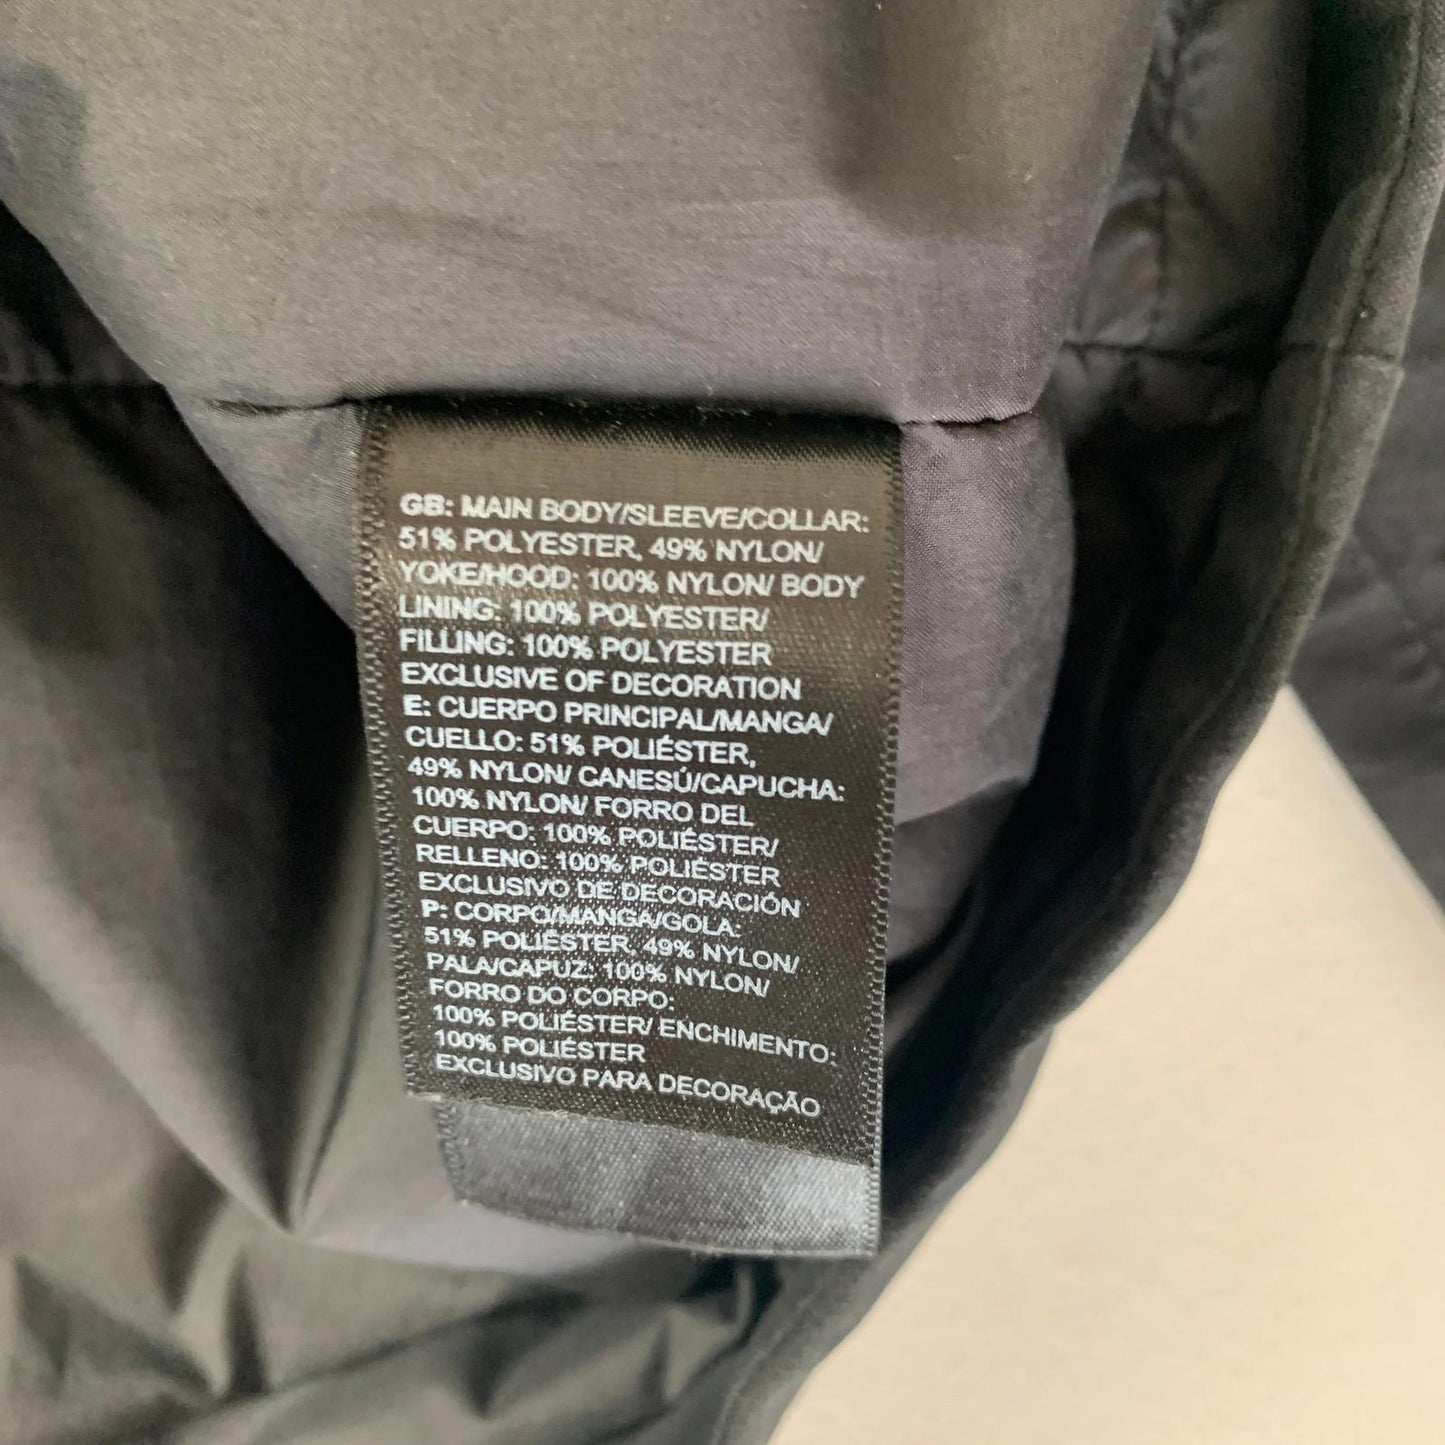 GB: MAIN BODY/SLEEVE/COLLAR:
51% POLYESTER, 49% NYLON/
YOKE/HOOD: 100% NYLON/ BODY
LINING: 100% POLYESTER/
FILLING: 100% POLYESTER
EXCLUSIVE OF DECORATION
E: CUERPO PRINCIPAL/MANGA/
CUELLO: 51% POLIÉSTER,
49% NYLON/ CANESÚ/CAPUCHA:
100% NYLON/ FORRO DEL
CUERPO: 100% POLIÉSTER/
RELLENO: 100% POLIÉSTER
EXCLUSIVO DE DECORACIÓN
P: CORPO/MANGA/GOLA:
51% POLIÉSTER, 49% NYLON/
PALA/CAPUZ: 100% NYLON/
FORRO DO CORPO:
100% POLIÉSTER/ ENCHIMENTO:
100% POLIÉSTER
EXCLUSIVO PARA DECORAÇÃO